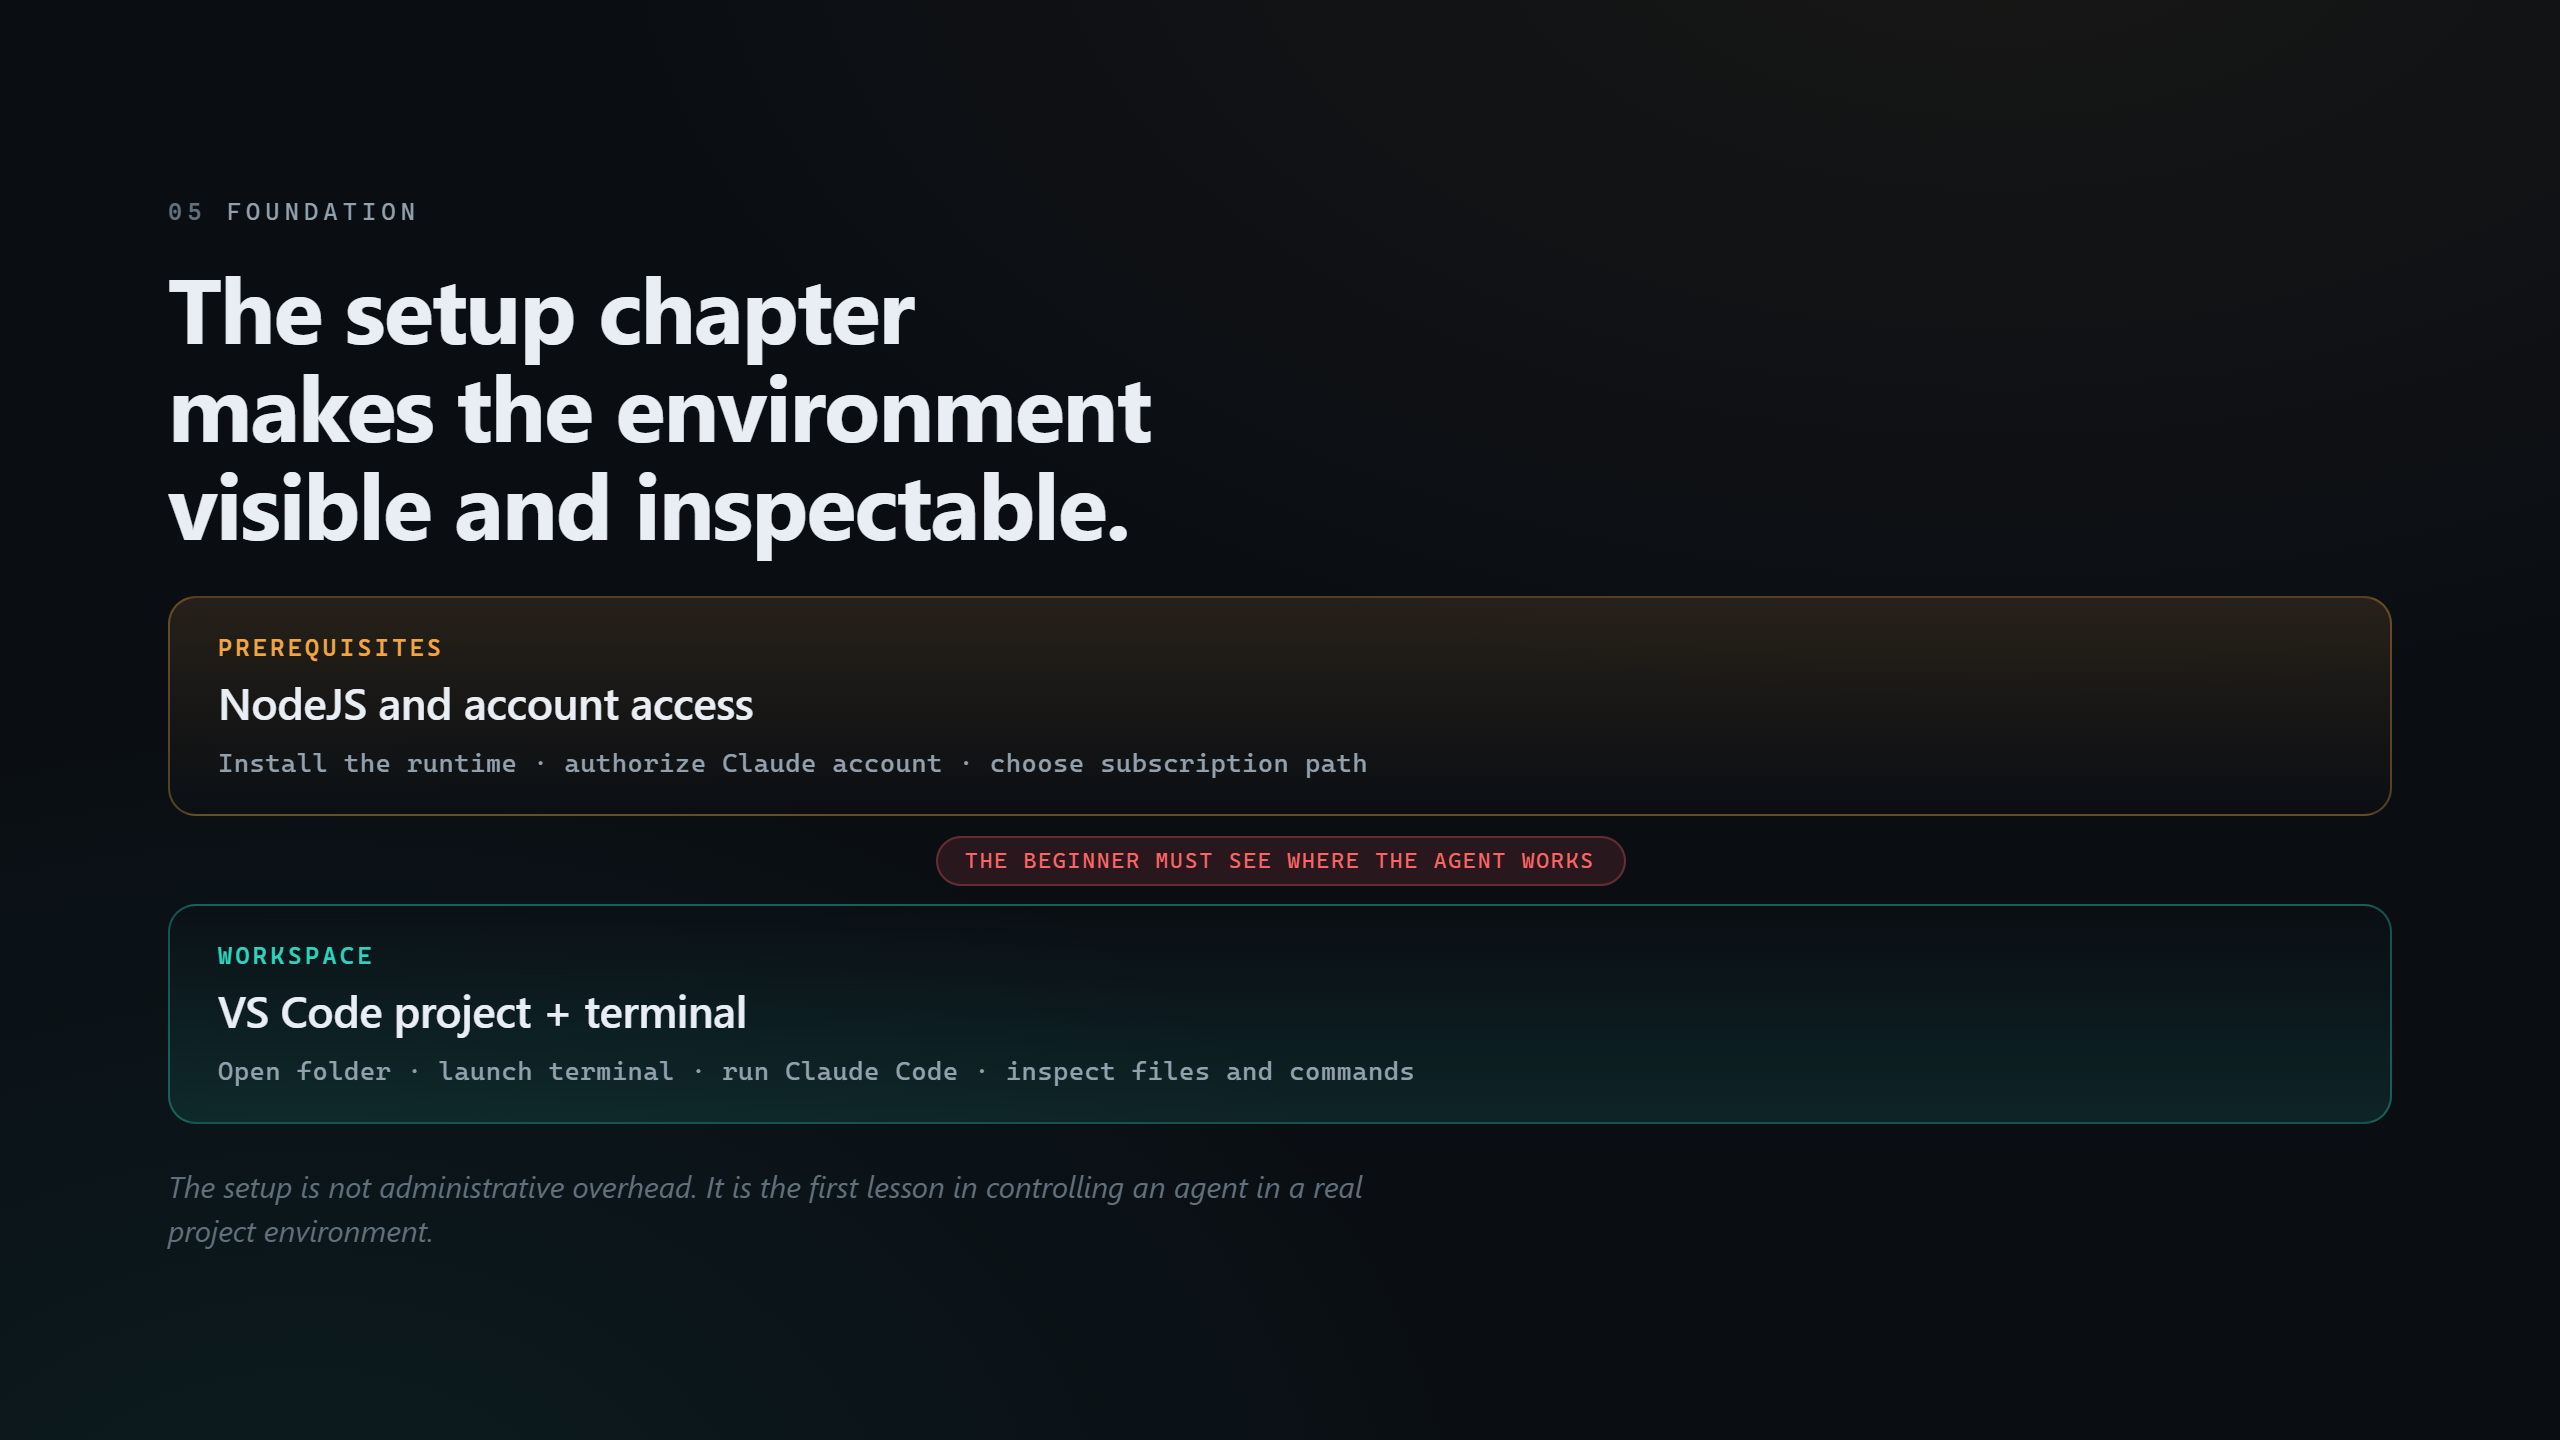 05 FOUNDATION
The setup chapter
makes the environment
visible and inspectable.
PREREQUISITES
NodeJS and account access
Install the runtime · authorize Claude account · choose subscription path
THE BEGINNER MUST SEE WHERE THE AGENT WORKS
WORKSPACE
VS Code project + terminal
Open folder · launch terminal · run Claude Code · inspect files and commands
The setup is not administrative overhead. It is the first lesson in controlling an agent in a real
project environment.